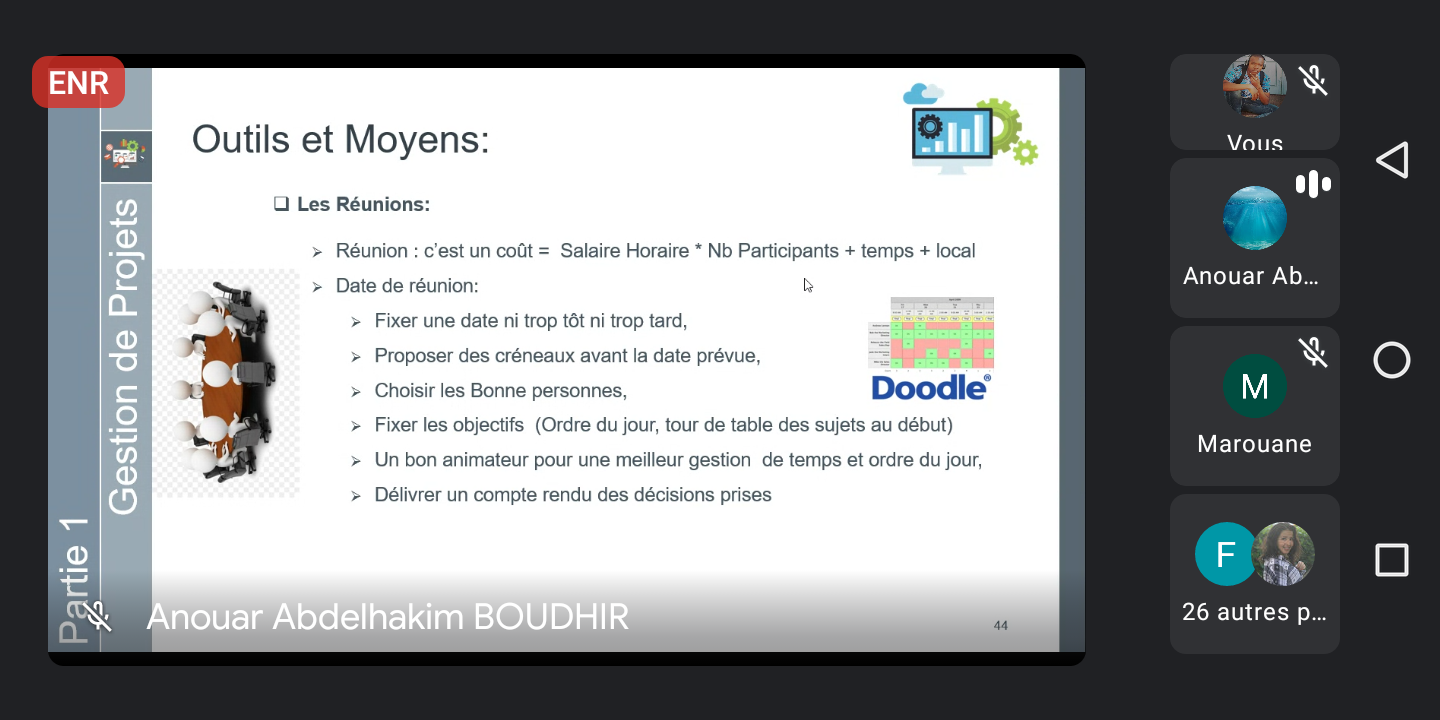 ENR
Outils et Moyens:
❑ Les Réunions:
➢ Réunion : c’est un coût = Salaire Horaire * Nb Participants + temps + local
➢ Date de réunion:
➢ Fixer une date ni trop tôt ni trop tard,
➢ Proposer des créneaux avant la date prévue,
➢ Choisir les Bonne personnes,
➢ Fixer les objectifs (Ordre du jour, tour de table des sujets au début)
➢ Un bon animateur pour une meilleur gestion de temps et ordre du jour,
➢ Délivrer un compte rendu des décisions prises
Doodle®
Partie 1
Gestion de Projets
Anouar Abdelhakim BOUDHIR
44
Vous
Anouar Ab...
M
Marouane
F
26 autres p...